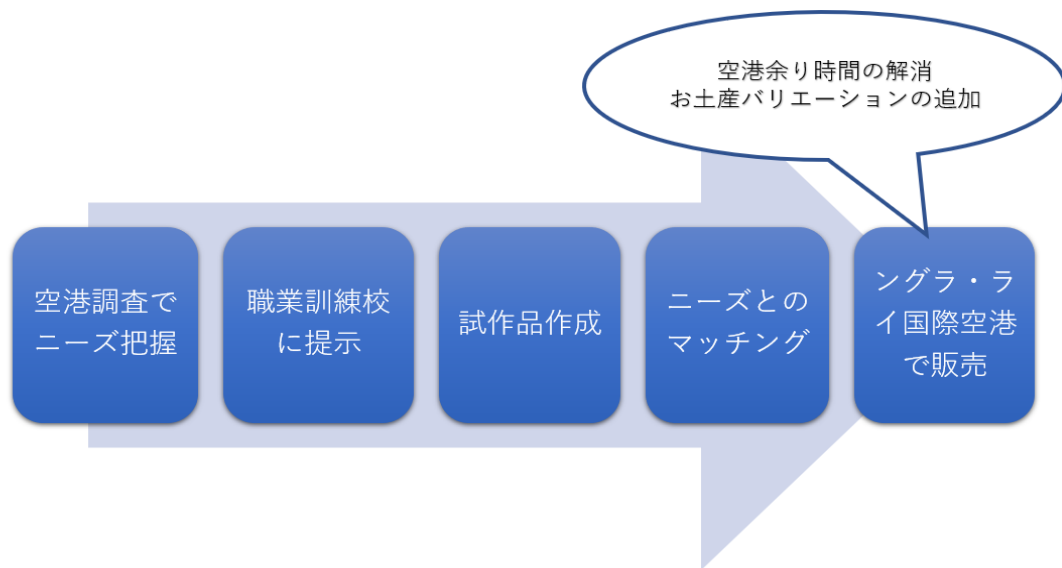 空港余り時間の解消
お土産バリエーションの追加
空港調査で
ニーズ把握
職業訓練校
に提示
試作品作成
ニーズとの
マッチング
ングラ・ラ
イ国際空港
で販売